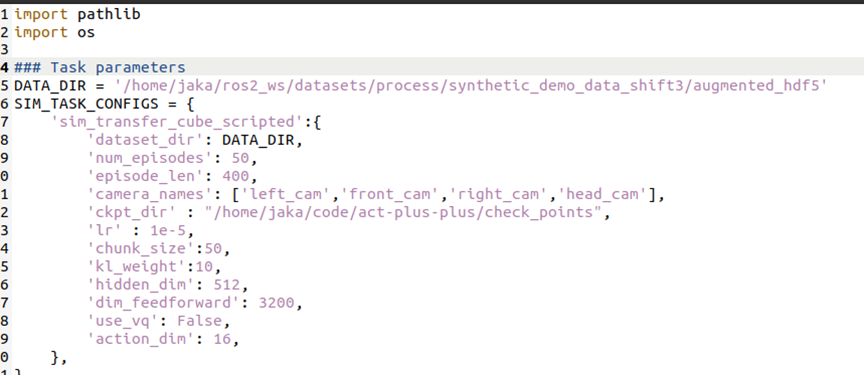 1 import pathlib
2 import os
3
4 ### Task parameters
5 DATA_DIR = '/home/jaka/ros2_ws/datasets/process/synthetic_demo_data_shift3/augmented_hdf5'
6 SIM_TASK_CONFIGS = {
7     'sim_transfer_cube_scripted':{
8         'dataset_dir': DATA_DIR,
9         'num_episodes': 50,
0         'episode_len': 400,
1         'camera_names': ['left_cam','front_cam','right_cam','head_cam'],
2         'ckpt_dir' : "/home/jaka/code/act-plus-plus/check_points",
3         'lr' : 1e-5,
4         'chunk_size':50,
5         'kl_weight':10,
6         'hidden_dim': 512,
7         'dim_feedforward': 3200,
8         'use_vq': False,
9         'action_dim': 16,
0     },
1 }